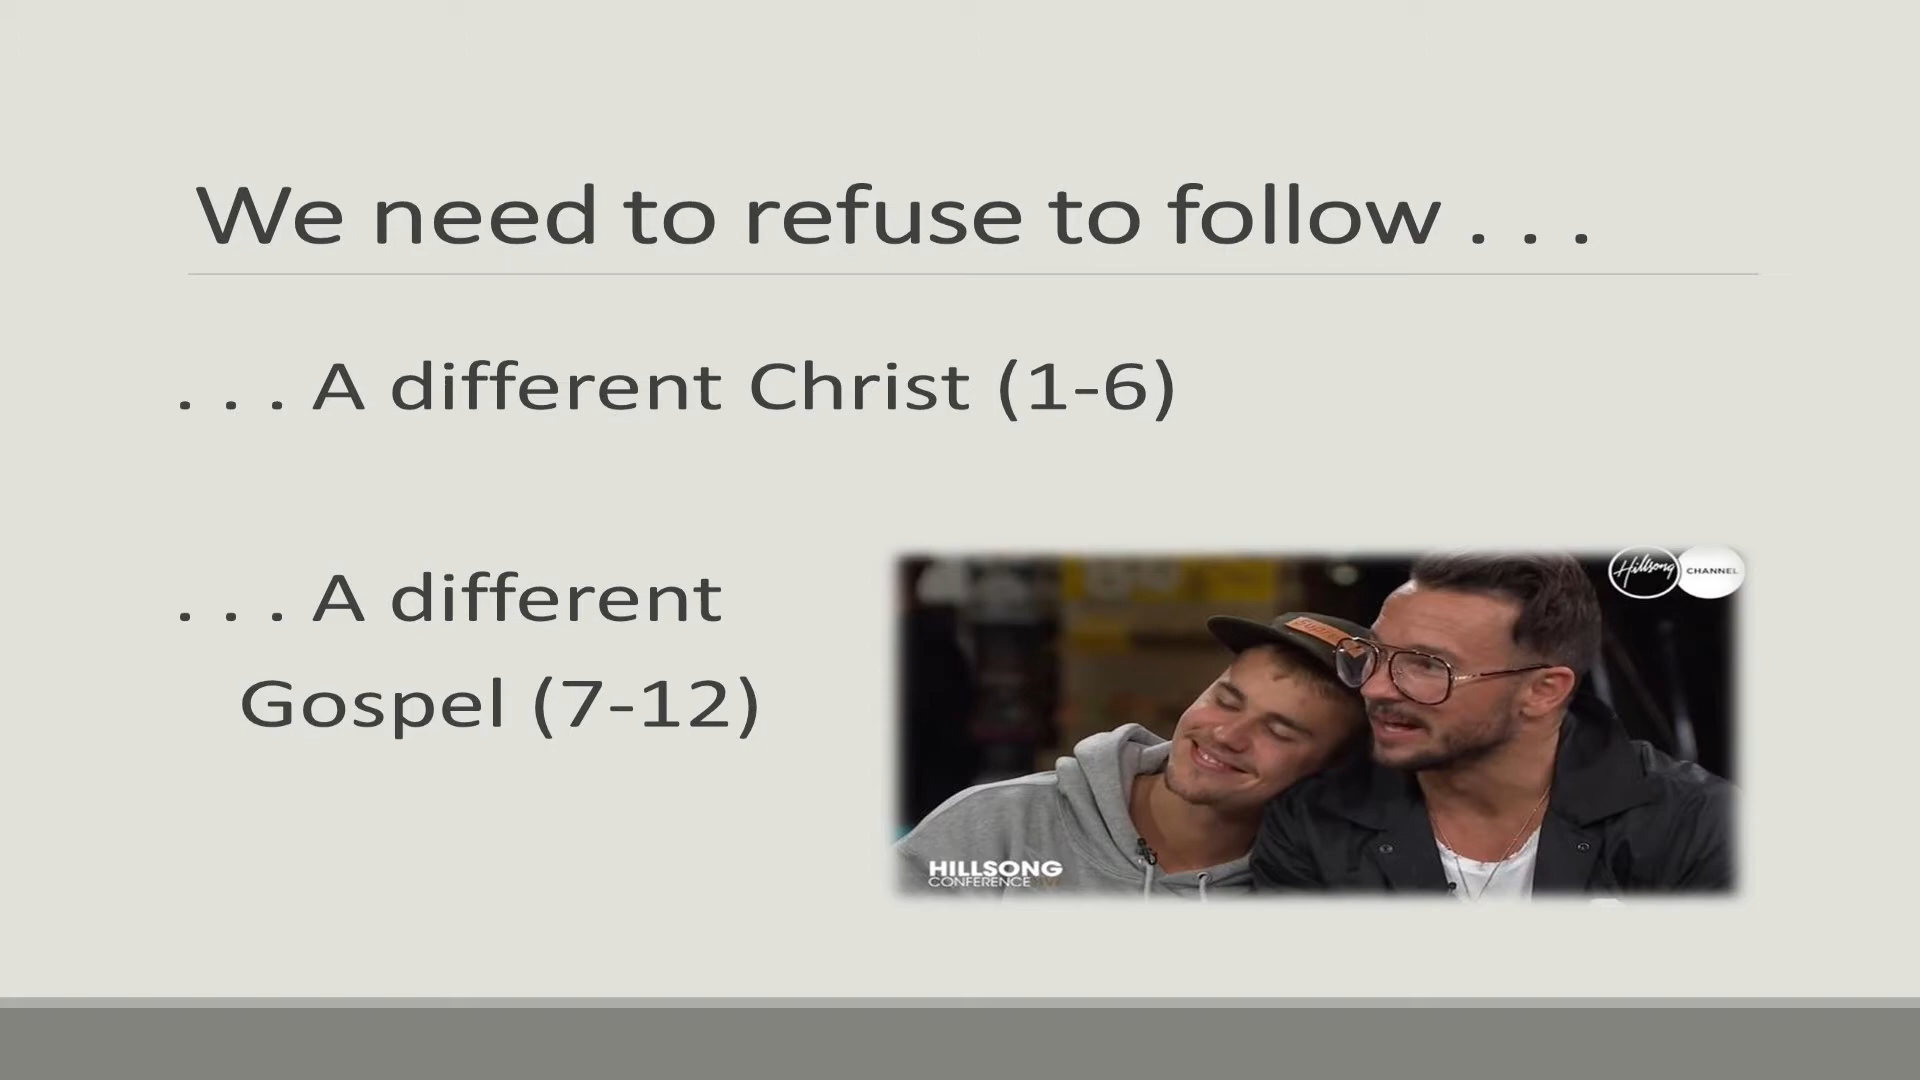 We need to refuse to follow . . .
. . . A different Christ (1-6)
. . . A different
Gospel (7-12)
Hillsong CHANNEL
HILLSONG
CONFERENCE